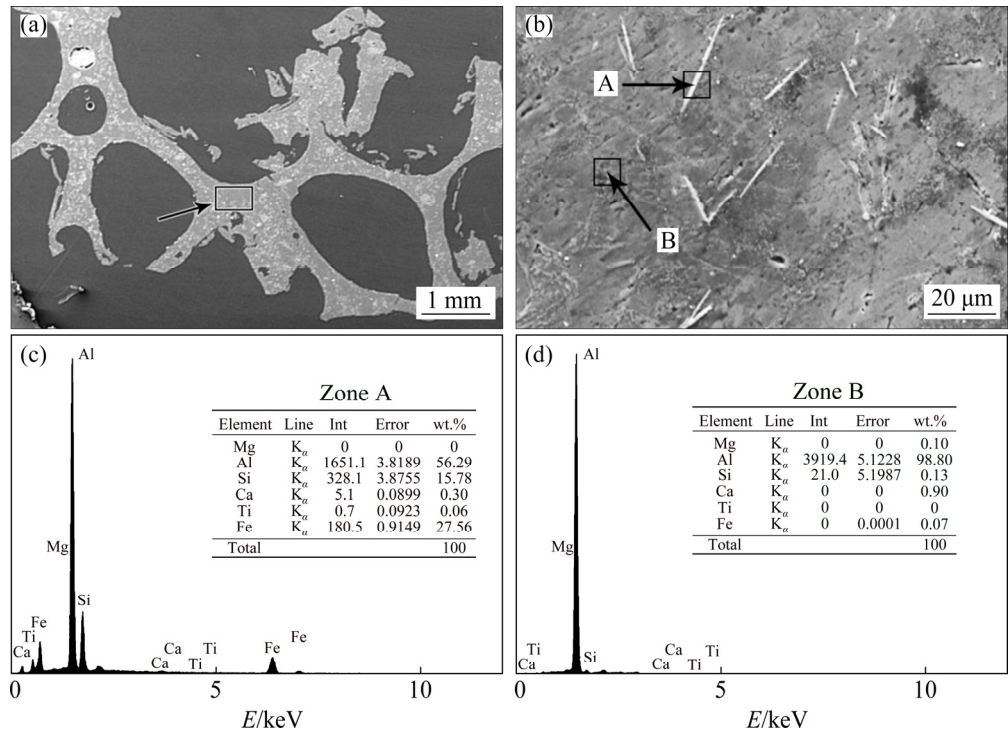 (a)
1 mm
(b)
A
B
20 μm
(c)
Al
Zone A
Element Line Int Error wt.%
Mg Kα 0 0 0
Al Kα 1651.1 3.8189 56.29
Si Kα 328.1 3.8755 15.78
Ca Kα 5.1 0.0899 0.30
Ti Kα 0.7 0.0923 0.06
Fe Kα 180.5 0.9149 27.56
Total 100
Mg
Si
Fe
Ti
Ca
Ca
Ca
Ti
Ti
Fe
Fe
0 5 10
E/keV
(d)
Al
Zone B
Element Line Int Error wt.%
Mg Kα 0 0 0.10
Al Kα 3919.4 5.1228 98.80
Si Kα 21.0 5.1987 0.13
Ca Kα 0 0 0.90
Ti Kα 0 0 0
Fe Kα 0 0.0001 0.07
Total 100
Mg
Ti
Ca
Si
Ca
Ca
Ti
Ti
0 5 10
E/keV